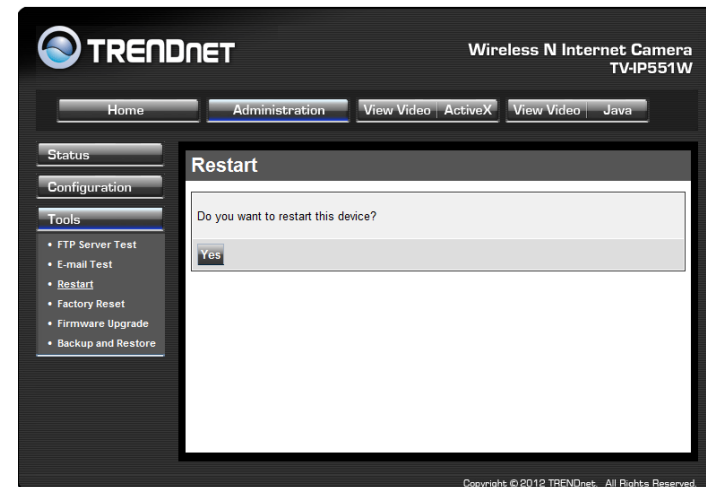 TRENDNET
Wireless N Internet Camera
TV-IP551W
Home
Administration
View Video | ActiveX
View Video | Java
Status
Configuration
Tools
• FTP Server Test
• E-mail Test
• Restart
• Factory Reset
• Firmware Upgrade
• Backup and Restore
Restart
Do you want to restart this device?
Yes
Copyright © 2012 TRENDnet. All Rights Reserved.